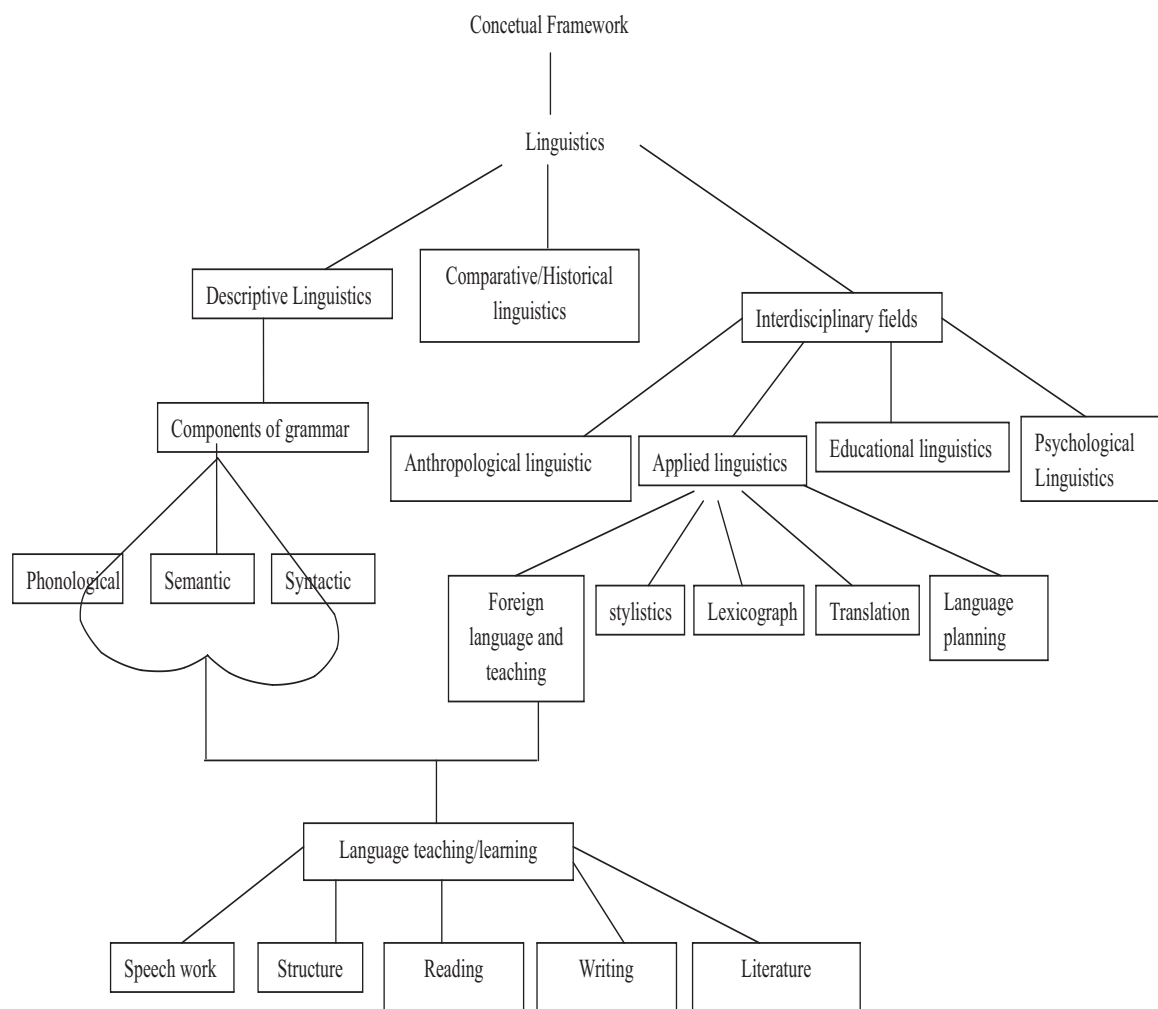 Concetual Framework
Linguistics
Descriptive Linguistics
Comparative/Historical
linguistics
Interdisciplinary fields
Components of grammar
Anthropological linguistic
Applied linguistics
Educational linguistics
Psychological
Linguistics
Phonological
Semantic
Syntactic
Foreign
language and
teaching
stylistics
Lexicograph
Translation
Language
planning
Language teaching/learning
Speech work
Structure
Reading
Writing
Literature